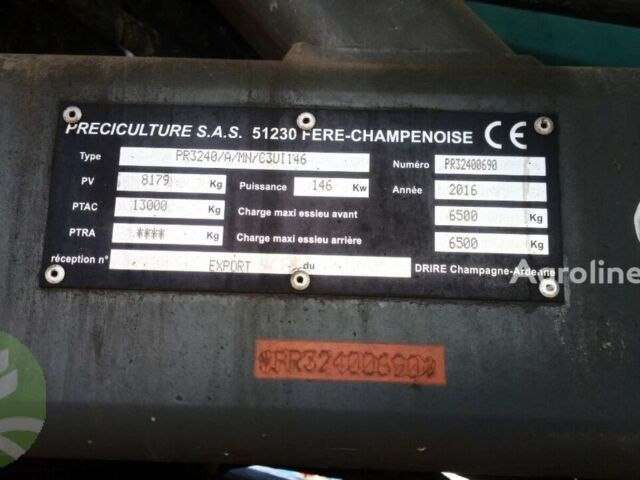 PRECICULTURE S.A.S. 51230 FERE-CHAMPENOISE CE
Type PR3240/A/MN/C3UI146 Numéro PR32400690
PV 8179 Kg Puissance 146 Kw Année 2016
PTAC 13000 Kg Charge maxi essieu avant 6500 Kg
PTRA **** Kg Charge maxi essieu arrière 6500 Kg
réception n° EXPORT du DRIRE Champagne-Ardenne
Agroline
*PR32400690*